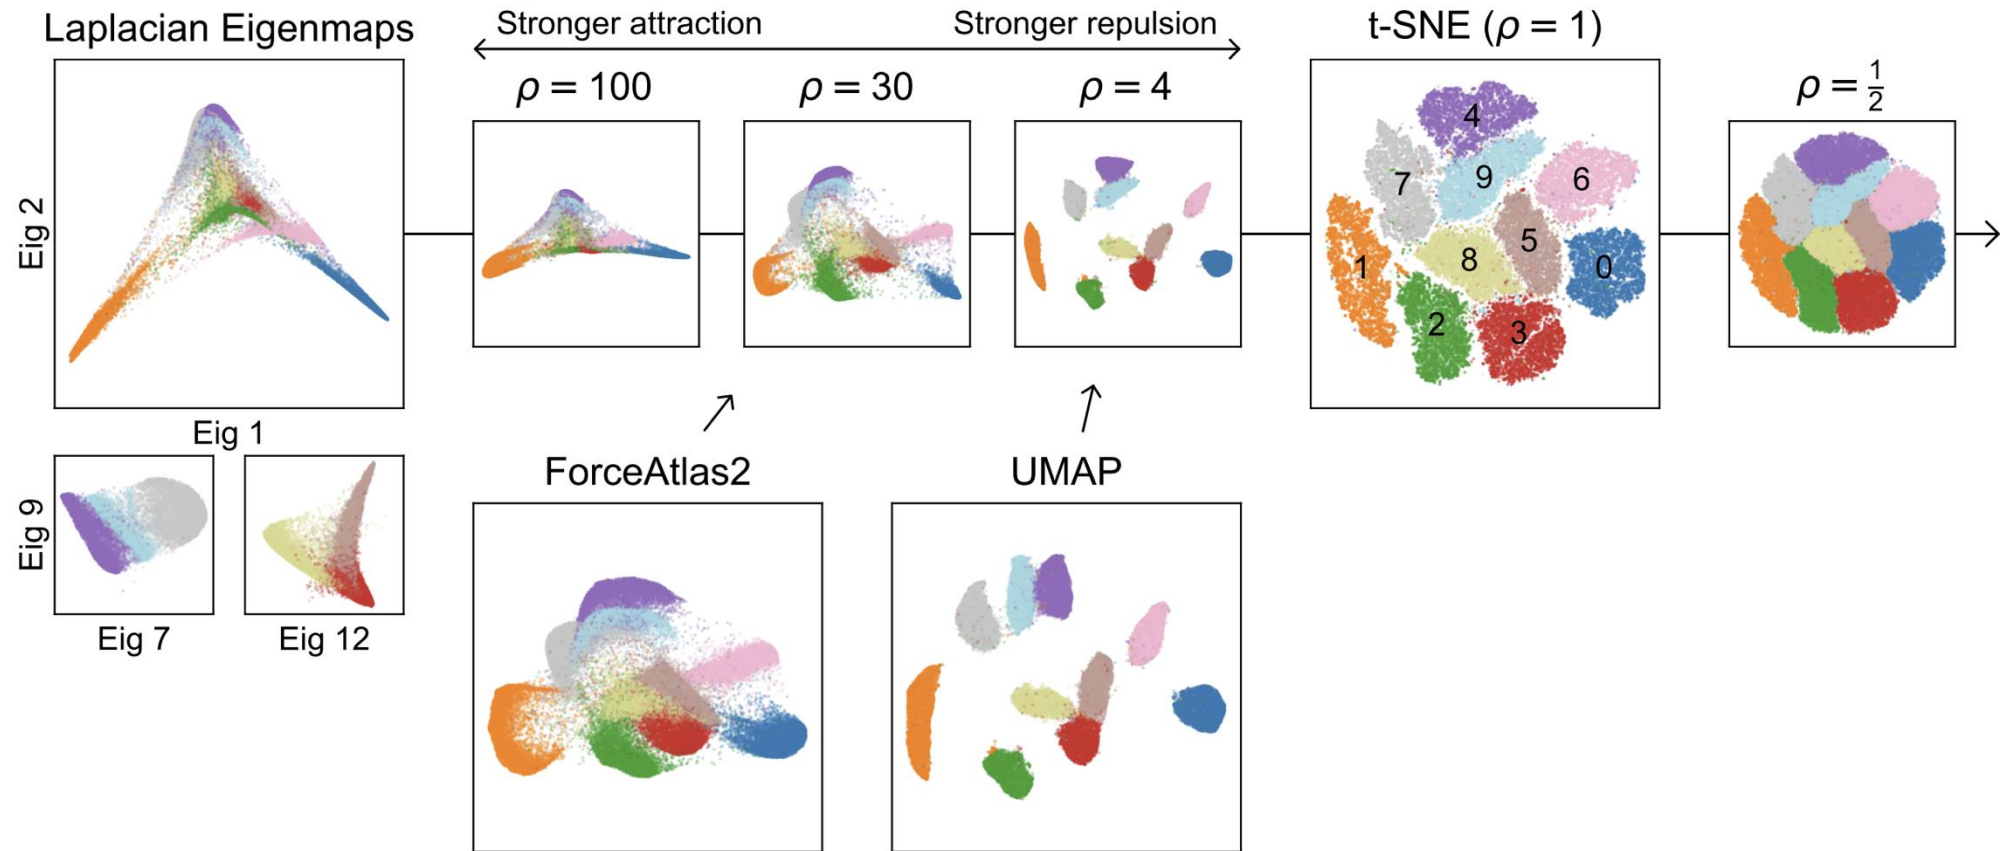 Laplacian Eigenmaps
Stronger attraction
Stronger repulsion
t-SNE (ρ = 1)
ρ = 100
ρ = 30
ρ = 4
ρ = 1/2
Eig 2
Eig 1
4
7
9
6
1
8
5
0
2
3
Eig 9
Eig 7
Eig 12
ForceAtlas2
UMAP